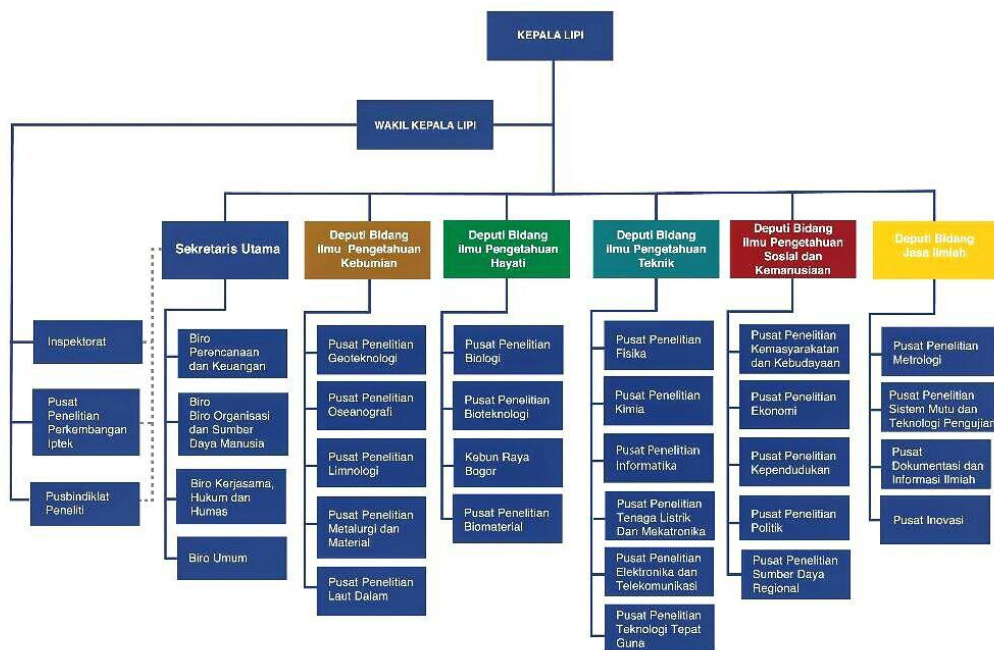 KEPALA LIPI
WAKIL KEPALA LIPI
Sekretaris Utama
Deputi Bidang
ilmu Pengetahuan
Kebumian
Deputi Bidang
ilmu Pengetahuan
Hayati
Deputi Bidang
ilmu Pengetahuan
Teknik
Deputi Bidang
Ilmu Pengetahuan
Sosial dan
Kemanusiaan
Deputi Bidang
Jasa Ilmiah
Inspektorat
Pusat
Penelitian
Perkembangan
Iptek
Pusbindiklat
Peneliti
Biro
Perencanaan
dan Keuangan
Biro
Biro Organisasi
dan Sumber
Daya Manusia
Biro Kerjasama,
Hukum dan
Humas
Biro Umum
Pusat Penelitian
Geoteknologi
Pusat Penelitian
Oseanografi
Pusat Penelitian
Limnologi
Pusat Penelitian
Metalurgi dan
Material
Pusat Penelitian
Laut Dalam
Pusat Penelitian
Biologi
Pusat Penelitian
Bioteknologi
Kebun Raya
Bogor
Pusat Penelitian
Biomaterial
Pusat Penelitian
Fisika
Pusat Penelitian
Kimia
Pusat Penelitian
Informatika
Pusat Penelitian
Tenaga Listrik
Dan Mekatronika
Pusat Penelitian
Elektronika dan
Telekomunikasi
Pusat Penelitian
Teknologi Tepat
Guna
Pusat Penelitian
Kemasyarakatan
dan Kebudayaan
Pusat Penelitian
Ekonomi
Pusat Penelitian
Kependudukan
Pusat Penelitian
Politik
Pusat Penelitian
Sumber Daya
Regional
Pusat Penelitian
Metrologi
Pusat Penelitian
Sistem Mutu dan
Teknologi Pengujian
Pusat
Dokumentasi dan
Informasi Ilmiah
Pusat Inovasi